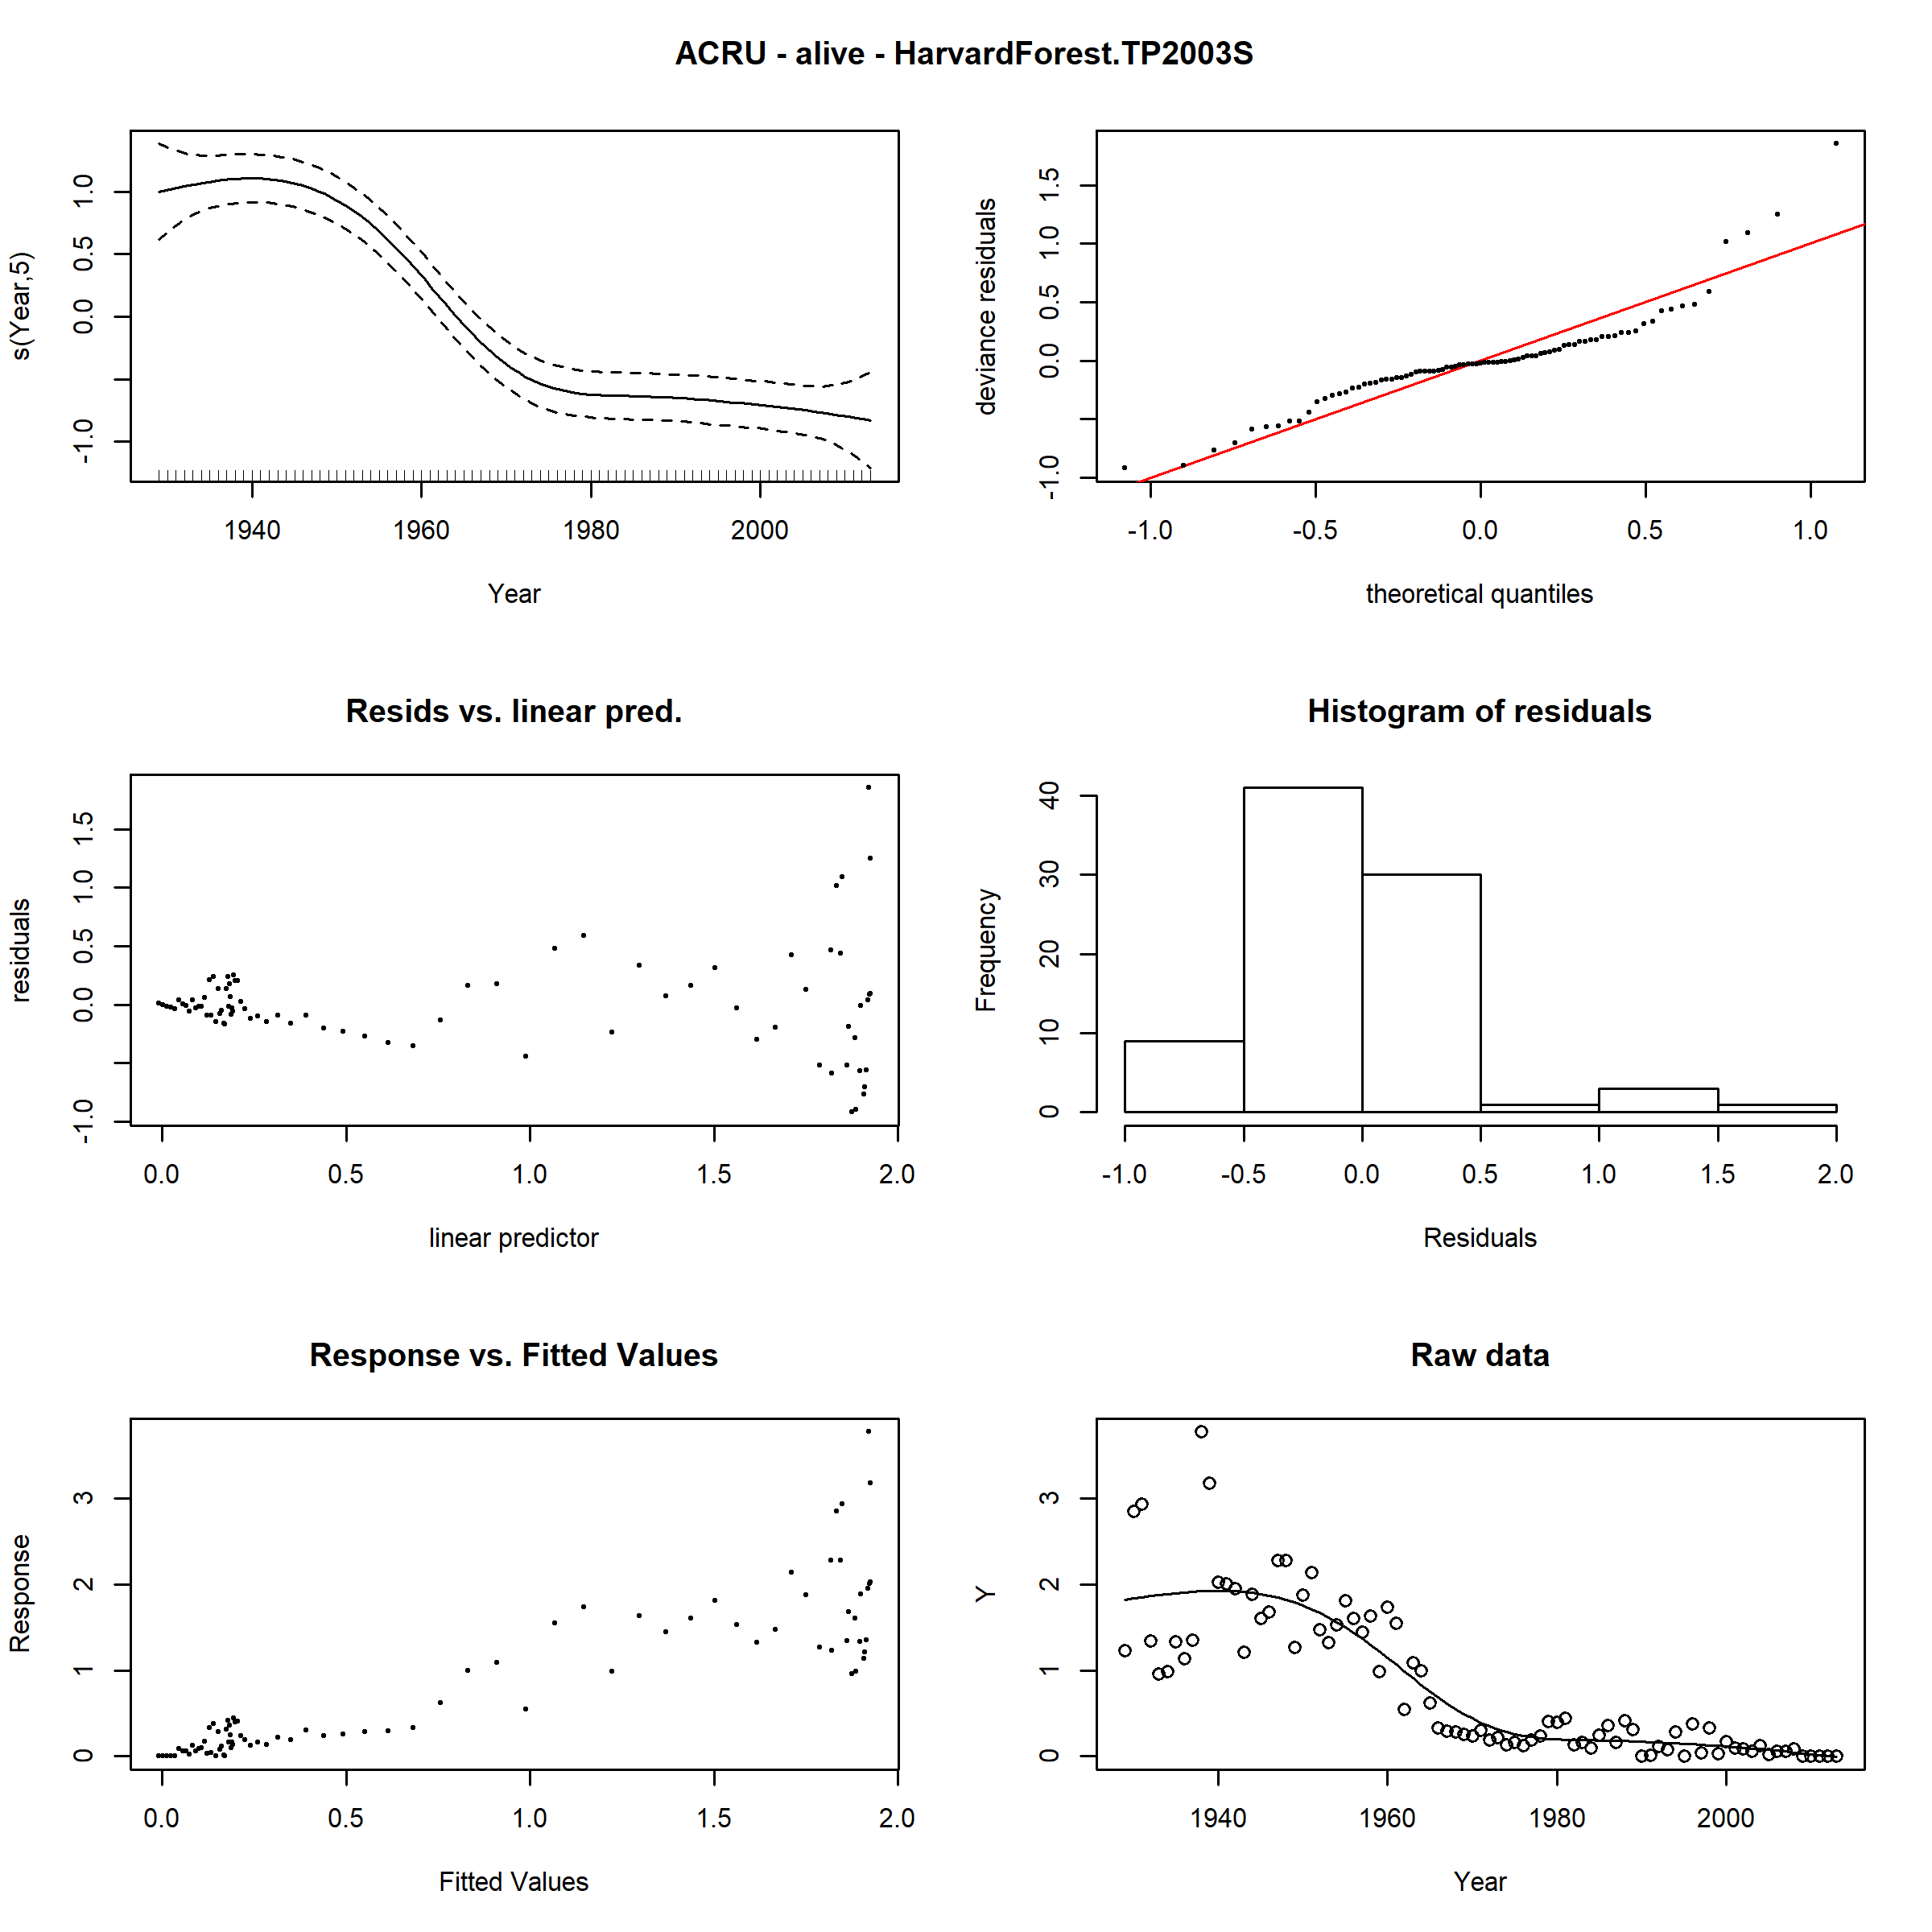 ACRU - alive - HarvardForest.TP2003S
s(Year,5)
-1.0 0.0 0.5 1.0
1940 1960 1980 2000
Year
deviance residuals
-1.0 0.0 0.5 1.0 1.5
-1.0 -0.5 0.0 0.5 1.0
theoretical quantiles
Resids vs. linear pred.
residuals
-1.0 0.0 0.5 1.0 1.5
0.0 0.5 1.0 1.5 2.0
linear predictor
Histogram of residuals
Frequency
0 10 20 30 40
-1.0 -0.5 0.0 0.5 1.0 1.5 2.0
Residuals
Response vs. Fitted Values
Response
0 1 2 3
0.0 0.5 1.0 1.5 2.0
Fitted Values
Raw data
Y
0 1 2 3
1940 1960 1980 2000
Year